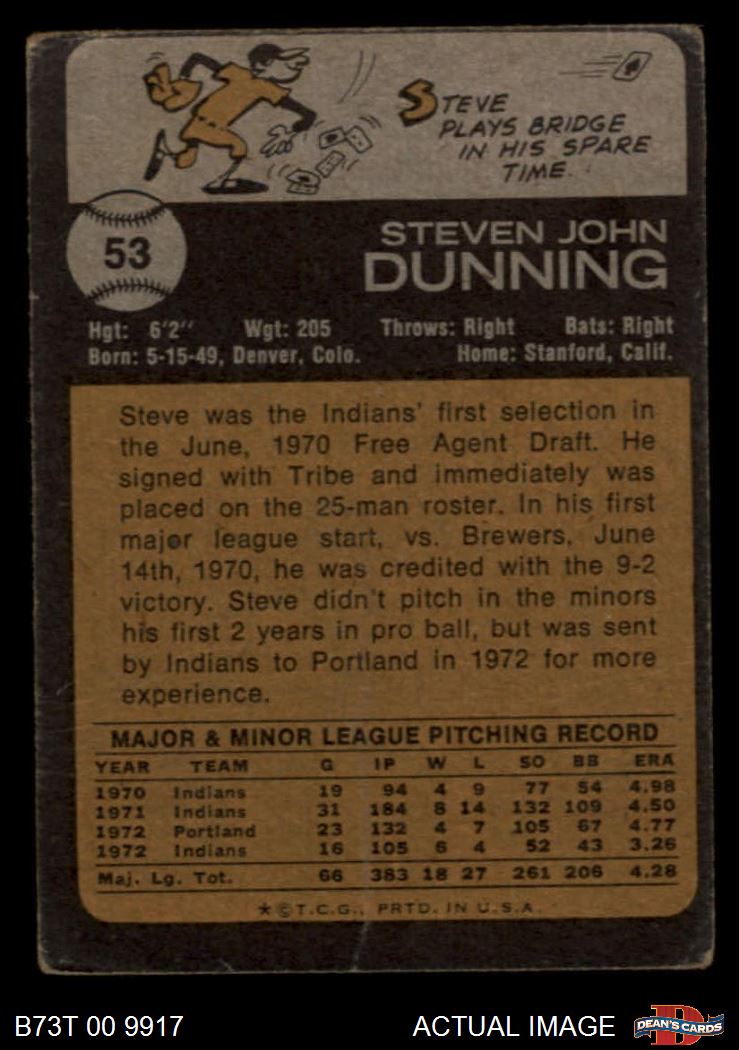 STEVE
PLAYS BRIDGE
IN HIS SPARE
TIME.
53
STEVEN JOHN
DUNNING
Hgt: 6'2" Wgt: 205 Throws: Right Bats: Right
Born: 5-15-49, Denver, Colo. Home: Stanford, Calif.
Steve was the Indians' first selection in
the June, 1970 Free Agent Draft. He
signed with Tribe and immediately was
placed on the 25-man roster. In his first
major league start, vs. Brewers, June
14th, 1970, he was credited with the 9-2
victory. Steve didn't pitch in the minors
his first 2 years in pro ball, but was sent
by Indians to Portland in 1972 for more
experience.
MAJOR & MINOR LEAGUE PITCHING RECORD
YEAR TEAM G IP W L SO BB ERA
1970 Indians 19 94 4 9 77 54 4.98
1971 Indians 31 184 8 14 132 109 4.50
1972 Portland 23 132 4 7 105 67 4.77
1972 Indians 16 105 6 4 52 43 3.26
Maj. Lg. Tot. 66 383 18 27 261 206 4.28
*©T.C.G., PRTD. IN U.S.A.
B73T 00 9917 ACTUAL IMAGE DEAN'S CARDS